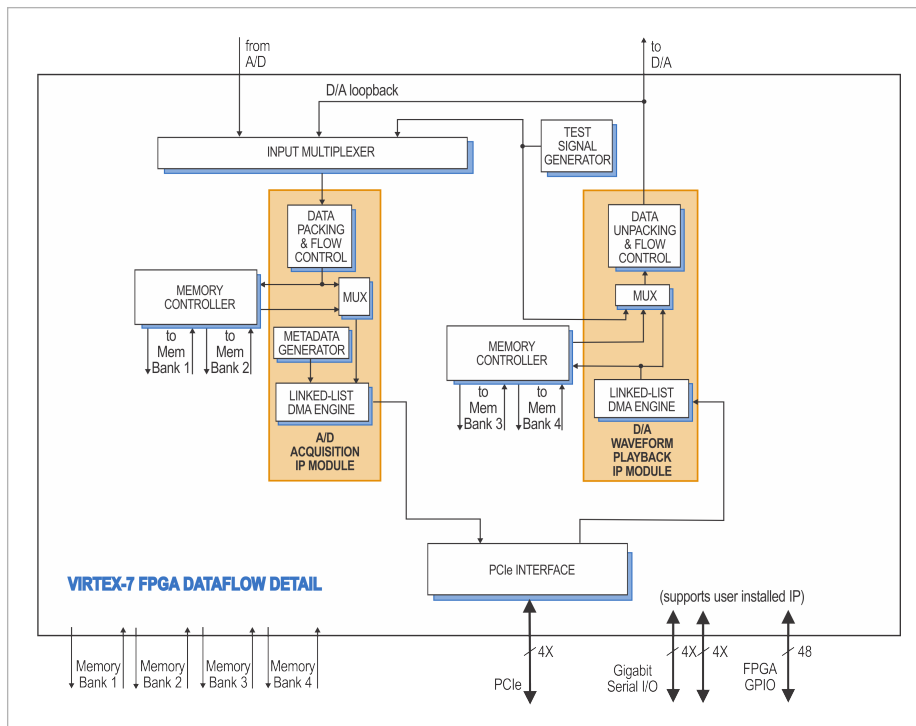 from
A/D
to
D/A
D/A loopback
INPUT MULTIPLEXER
TEST
SIGNAL
GENERATOR
DATA
PACKING
& FLOW
CONTROL
DATA
UNPACKING
& FLOW
CONTROL
MEMORY
CONTROLLER
MUX
MUX
to
Mem
Bank 1
to
Mem
Bank 2
METADATA
GENERATOR
MEMORY
CONTROLLER
LINKED-LIST
DMA ENGINE
to
Mem
Bank 3
to
Mem
Bank 4
LINKED-LIST
DMA ENGINE
A/D
ACQUISITION
IP MODULE
D/A
WAVEFORM
PLAYBACK
IP MODULE
PCIe INTERFACE
VIRTEX-7 FPGA DATAFLOW DETAIL
(supports user installed IP)
Memory
Bank 1
Memory
Bank 2
Memory
Bank 3
Memory
Bank 4
4X
PCIe
4X
4X
Gigabit
Serial I/O
48
FPGA
GPIO